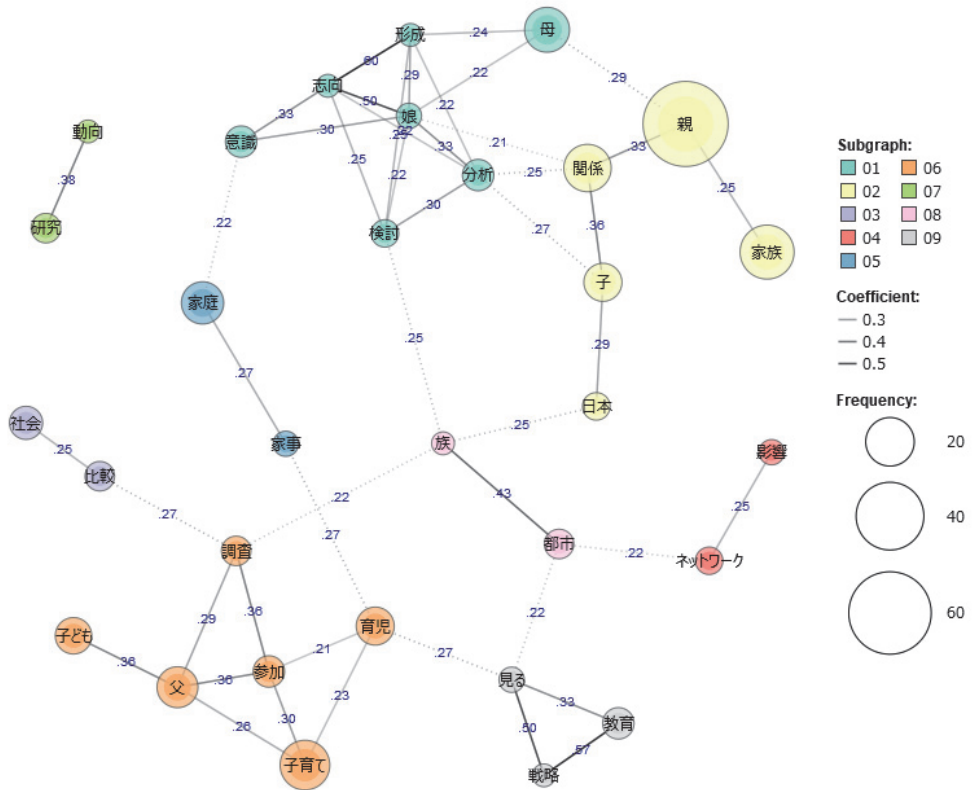 形成
.24
母
.60
.29
.29
志向
.22
.50
.22
娘
親
動向
.33
.30
意識
.33
.21
.33
.25
関係
.25
.38
.22
分析
.25
.30
.36
研究
.22
検討
.27
家族
子
家庭
.25
.29
.27
日本
社会
.25
家事
族
.25
影響
比較
.22
.43
.25
.27
.27
調査
都市
.22
ネットワーク
.29
.36
.22
子ども
育児
.21
.27
.36
父
.36
参加
.23
見る
.33
.26
.30
.50
教育
子育て
.57
戦略
Subgraph:
01 06
02 07
03 08
04 09
05
Coefficient:
0.3
0.4
0.5
Frequency:
20
40
60